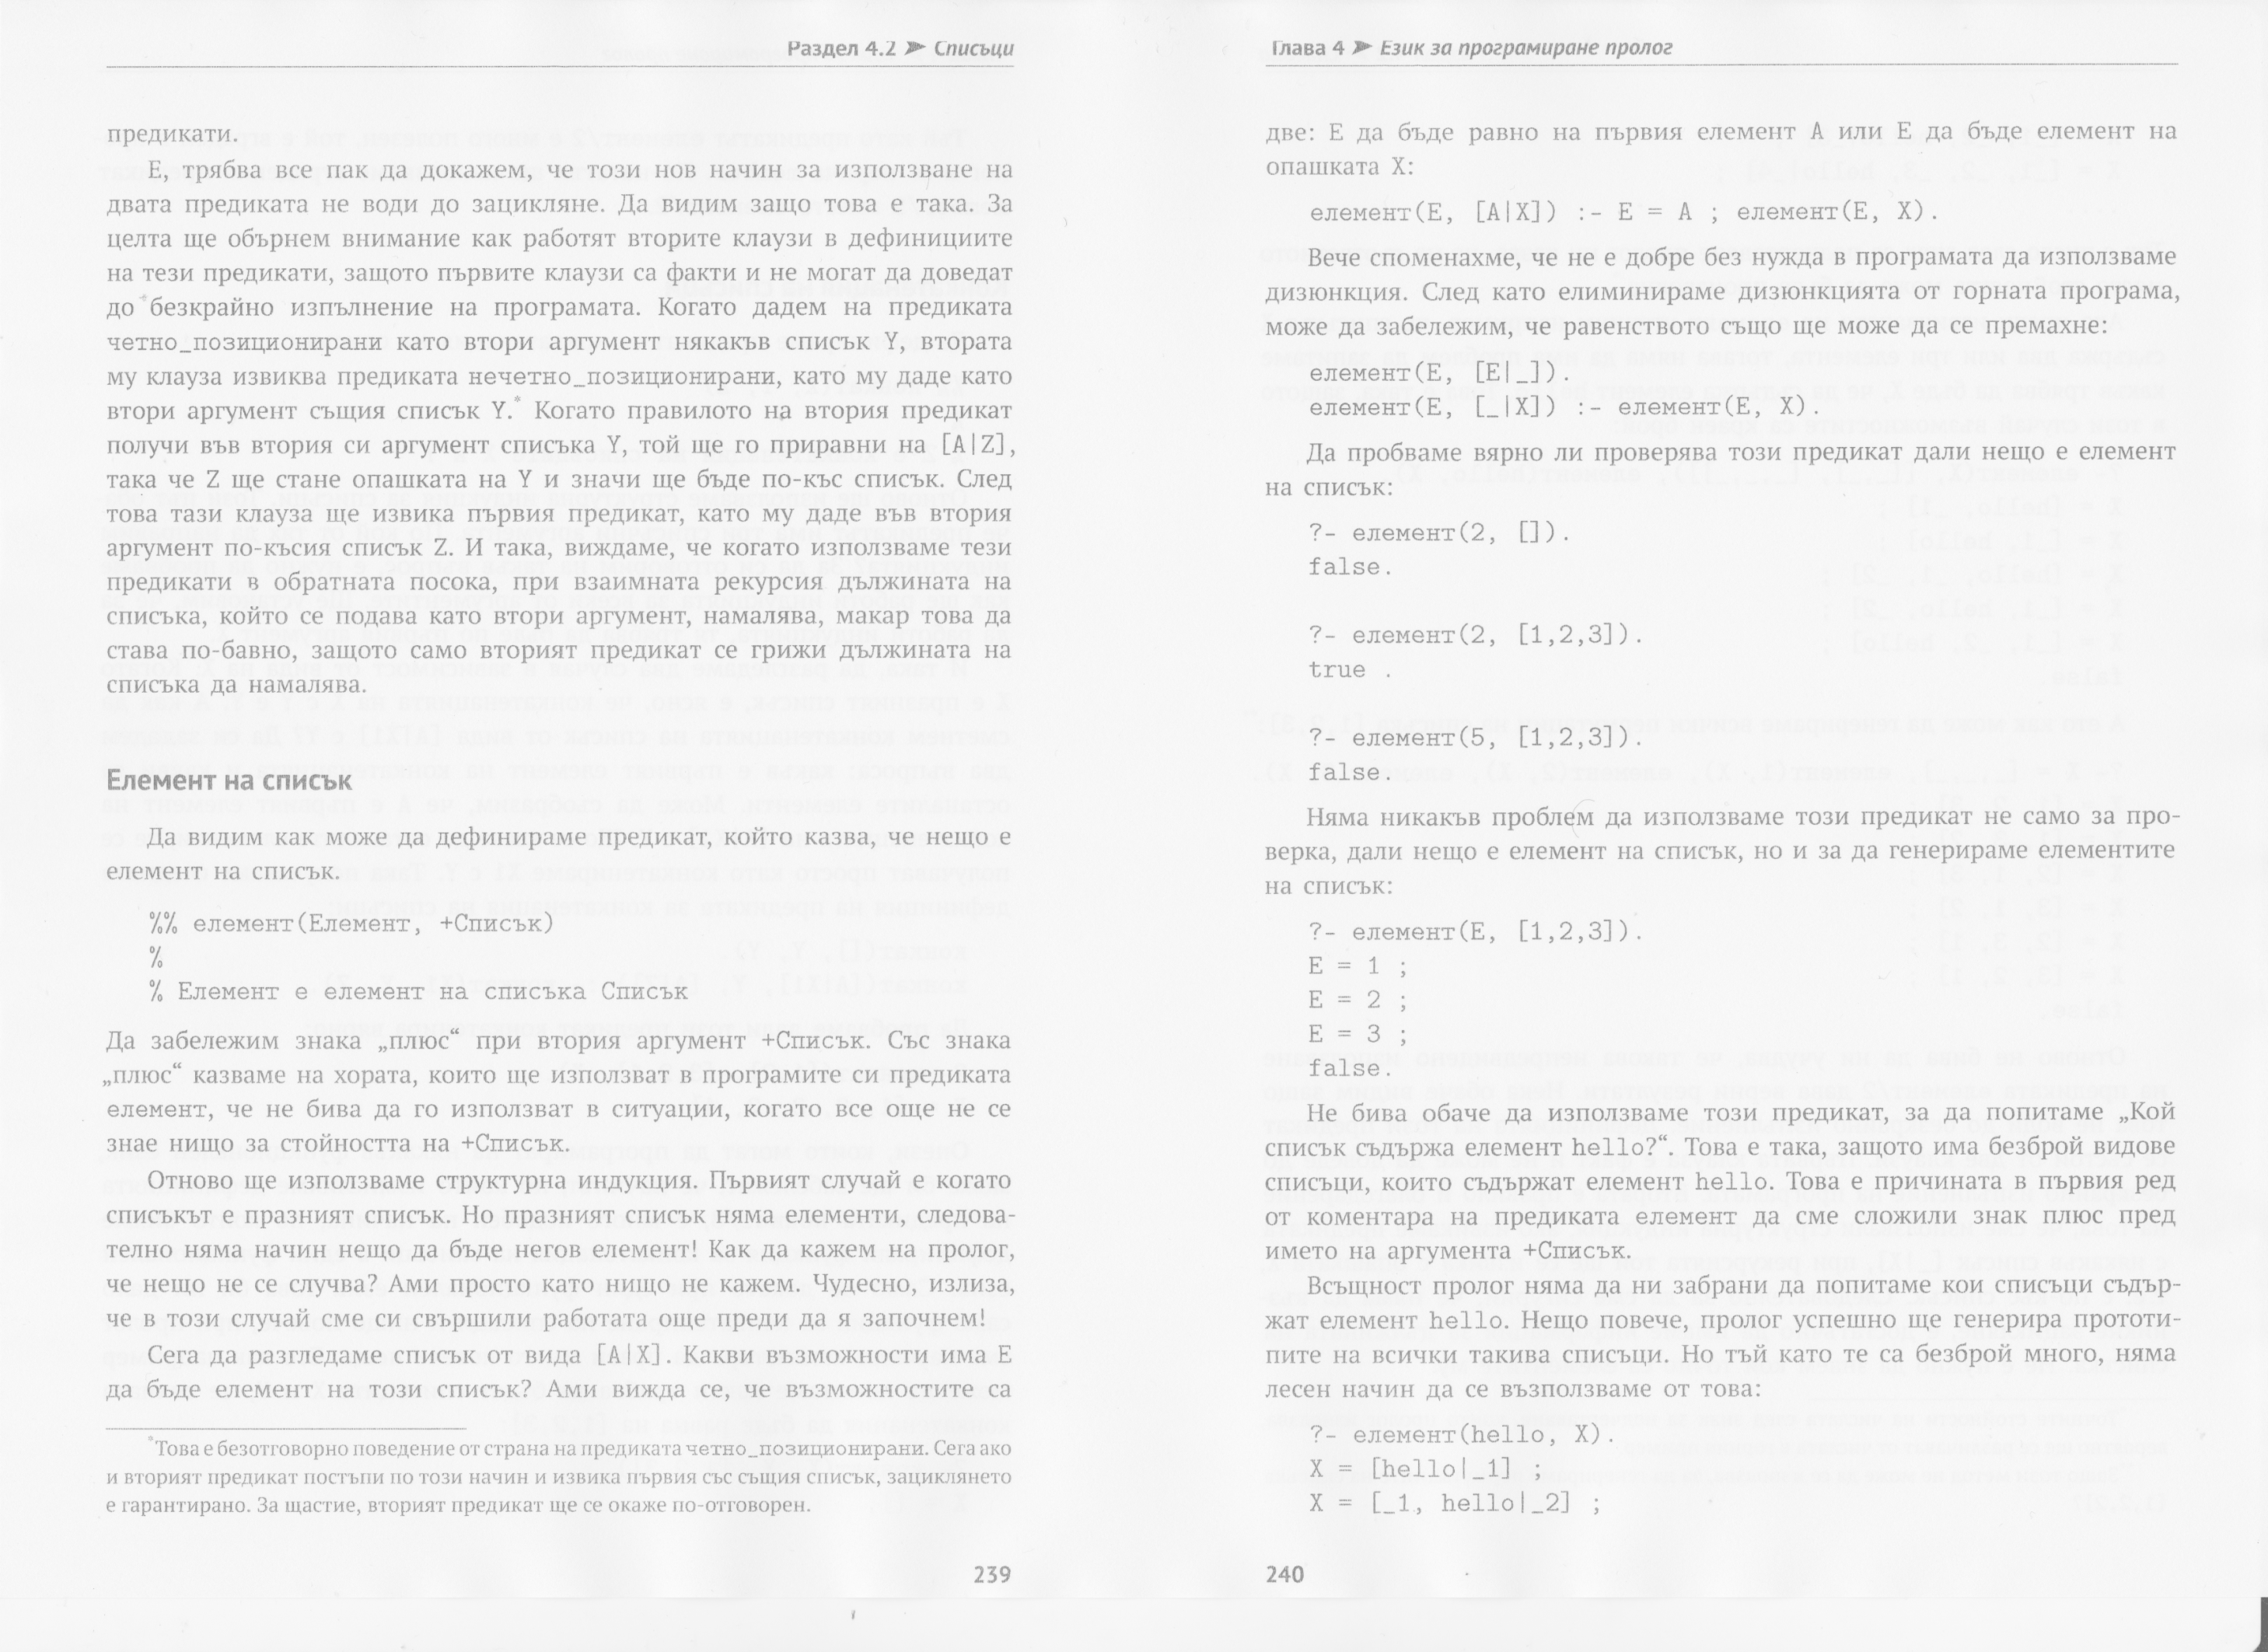 Раздел 4.2 ➤ Списъци
предикати.
Е, трябва все пак да докажем, че този нов начин за използване на
двата предиката не води до зацикляне. Да видим защо това е така. За
целта ще обърнем внимание как работят вторите клаузи в дефинициите
на тези предикати, защото първите клаузи са факти и не могат да доведат
до безкрайно изпълнение на програмата. Когато дадем на предиката
четно_позиционирани като втори аргумент някакъв списък Y, втората
му клауза извиква предиката нечетно_позиционирани, като му даде като
втори аргумент същия списък Y.* Когато правилото на втория предикат
получи във втория си аргумент списъка Y, той ще го приравни на [A|Z],
така че Z ще стане опашката на Y и значи ще бъде по-къс списък. След
това тази клауза ще извика първия предикат, като му даде във втория
аргумент по-късия списък Z. И така, виждаме, че когато използваме тези
предикати в обратната посока, при взаимната рекурсия дължината на
списъка, който се подава като втори аргумент, намалява, макар това да
става по-бавно, защото само вторият предикат се грижи дължината на
списъка да намалява.
Елемент на списък
Да видим как може да дефинираме предикат, който казва, че нещо е
елемент на списък.
%% елемент(Елемент, +Списък)
%
% Елемент е елемент на списъка Списък
Да забележим знака „плюс“ при втория аргумент +Списък. Със знака
„плюс“ казваме на хората, които ще използват в програмите си предиката
елемент, че не бива да го използват в ситуации, когато все още не се
знае нищо за стойността на +Списък.
Отново ще използваме структурна индукция. Първият случай е когато
списъкът е празният списък. Но празният списък няма елементи, следова-
телно няма начин нещо да бъде негов елемент! Как да кажем на пролог,
че нещо не се случва? Ами просто като нищо не кажем. Чудесно, излиза,
че в този случай сме си свършили работата още преди да я започнем!
Сега да разгледаме списък от вида [A|X]. Какви възможности има E
да бъде елемент на този списък? Ами вижда се, че възможностите са
*Това е безотговорно поведение от страна на предиката четно_позиционирани. Сега ако
и вторият предикат постъпи по този начин и извика първия със същия списък, зациклянето
е гарантирано. За щастие, вторият предикат ще се окаже по-отговорен.
239
Глава 4 ➤ Език за програмиране пролог
две: E да бъде равно на първия елемент A или E да бъде елемент на
опашката X:
елемент(E, [A|X]) :- E = A ; елемент(E, X).
Вече споменахме, че не е добре без нужда в програмата да използваме
дизюнкция. След като елиминираме дизюнкцията от горната програма,
може да забележим, че равенството също ще може да се премахне:
елемент(E, [E|_]).
елемент(E, [_|X]) :- елемент(E, X).
Да пробваме вярно ли проверява този предикат дали нещо е елемент
на списък:
?- елемент(2, []).
false.
?- елемент(2, [1,2,3]).
true .
?- елемент(5, [1,2,3]).
false.
Няма никакъв проблем да използваме този предикат не само за про-
верка, дали нещо е елемент на списък, но и за да генерираме елементите
на списък:
?- елемент(E, [1,2,3]).
E = 1 ;
E = 2 ;
E = 3 ;
false.
Не бива обаче да използваме този предикат, за да попитаме „Кой
списък съдържа елемент hello?“. Това е така, защото има безброй видове
списъци, които съдържат елемент hello. Това е причината в първия ред
от коментара на предиката елемент да сме сложили знак плюс пред
името на аргумента +Списък.
Всъщност пролог няма да ни забрани да попитаме кои списъци съдър-
жат елемент hello. Нещо повече, пролог успешно ще генерира прототи-
пите на всички такива списъци. Но тъй като те са безброй много, няма
лесен начин да се възползваме от това:
?- елемент(hello, X).
X = [hello|_1] ;
X = [_1, hello|_2] ;
240